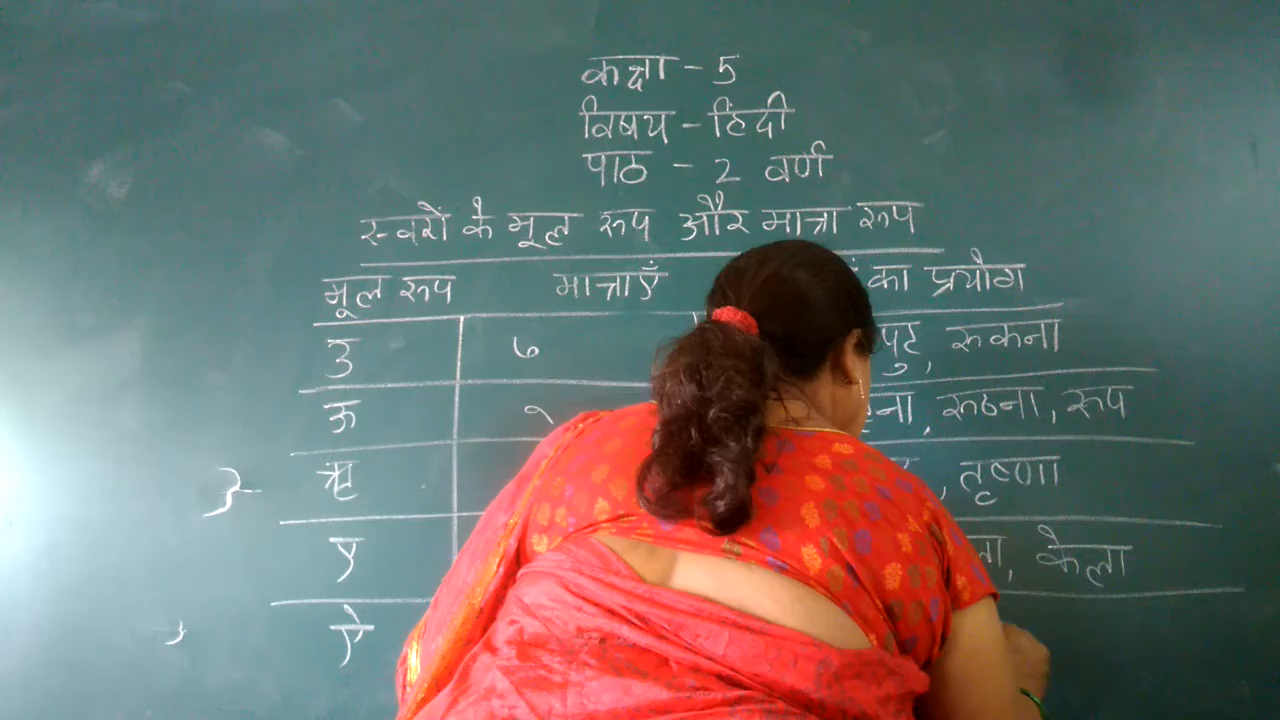 कक्षा - 5
विषय - हिंदी
पाठ - 2 वर्ण
स्वरों के मूल रूप और मात्रा रूप
मूल रूप मात्राएँ का प्रयोग
उ ु पुट, रूकना
ऊ ू रूठना, रूप
ऋ , तृष्णा
ए , केला
ऐ